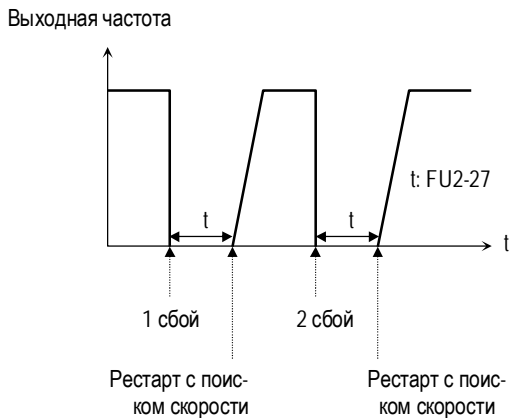 Выходная частота
t: FU2-27
t
t
t
1 сбой
2 сбой
Рестарт с поис-
ком скорости
Рестарт с поис-
ком скорости